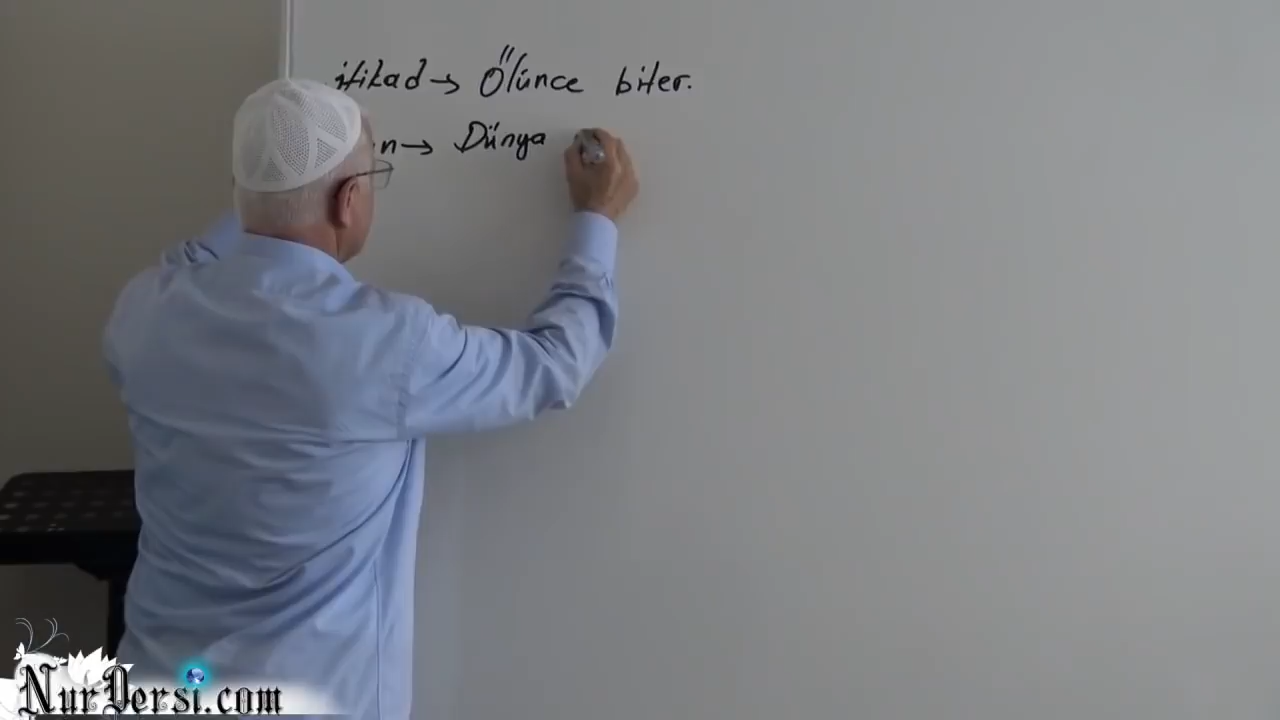 itikad → Ölünce biter.
n → Dünya
NurDersi.com